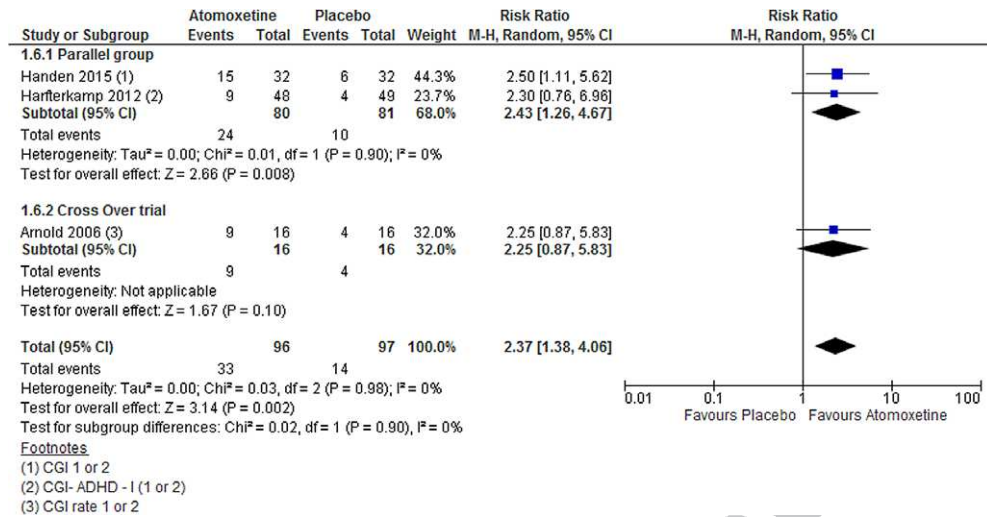 Atomoxetine Placebo Risk Ratio Risk Ratio
Study or Subgroup Events Total Events Total Weight M-H, Random, 95% CI M-H, Random, 95% CI
1.6.1 Parallel group
Handen 2015 (1) 15 32 6 32 44.3% 2.50 [1.11, 5.62]
Harfterkamp 2012 (2) 9 48 4 49 23.7% 2.30 [0.76, 6.96]
Subtotal (95% CI) 80 81 68.0% 2.43 [1.26, 4.67]
Total events 24 10
Heterogeneity: Tau² = 0.00; Chi² = 0.01, df = 1 (P = 0.90); I² = 0%
Test for overall effect: Z = 2.66 (P = 0.008)
1.6.2 Cross Over trial
Arnold 2006 (3) 9 16 4 16 32.0% 2.25 [0.87, 5.83]
Subtotal (95% CI) 16 16 32.0% 2.25 [0.87, 5.83]
Total events 9 4
Heterogeneity: Not applicable
Test for overall effect: Z = 1.67 (P = 0.10)
Total (95% CI) 96 97 100.0% 2.37 [1.38, 4.06]
Total events 33 14
Heterogeneity: Tau² = 0.00; Chi² = 0.03, df = 2 (P = 0.98); I² = 0%
Test for overall effect: Z = 3.14 (P = 0.002)
Test for subgroup differences: Chi² = 0.02, df = 1 (P = 0.90), I² = 0%
0.01 0.1 1 10 100
Favours Placebo Favours Atomoxetine
Footnotes
(1) CGI 1 or 2
(2) CGI- ADHD - I (1 or 2)
(3) CGI rate 1 or 2